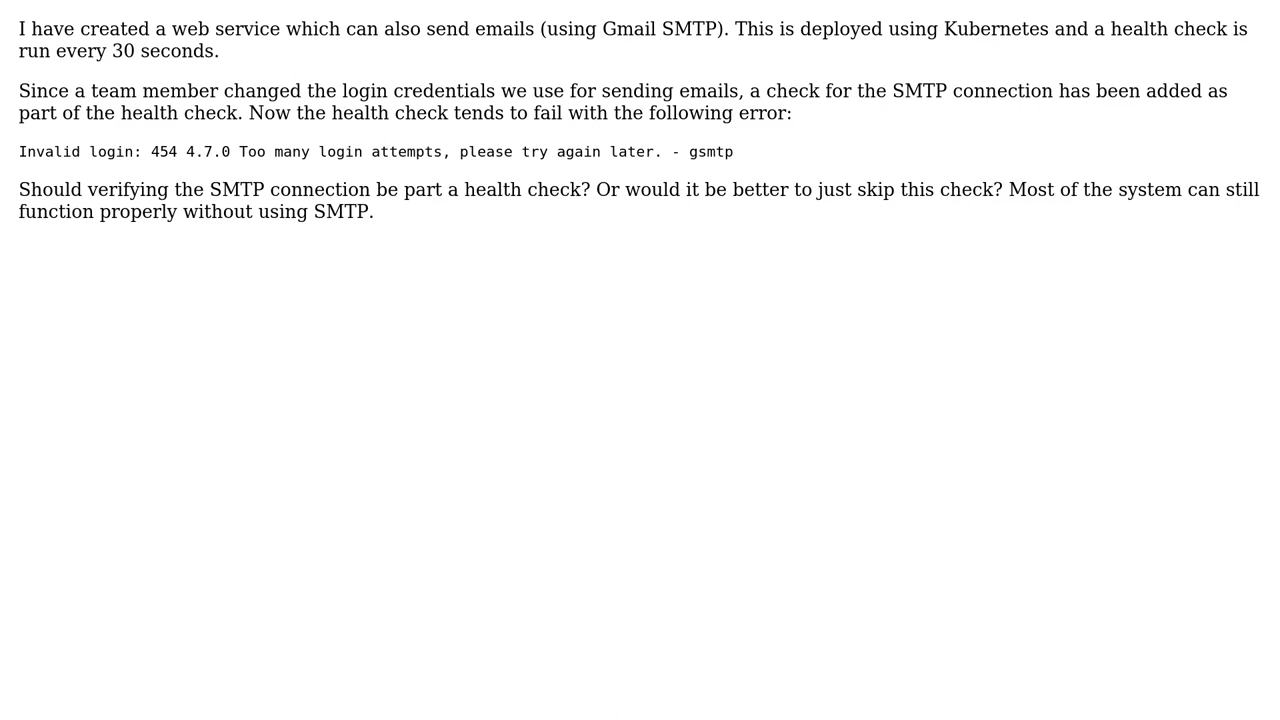 I have created a web service which can also send emails (using Gmail SMTP). This is deployed using Kubernetes and a health check is
run every 30 seconds.
Since a team member changed the login credentials we use for sending emails, a check for the SMTP connection has been added as
part of the health check. Now the health check tends to fail with the following error:
Invalid login: 454 4.7.0 Too many login attempts, please try again later. - gsmtp
Should verifying the SMTP connection be part a health check? Or would it be better to just skip this check? Most of the system can still
function properly without using SMTP.